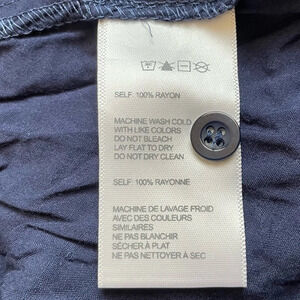 SELF: 100% RAYON
MACHINE WASH COLD
WITH LIKE COLORS
DO NOT BLEACH
LAY FLAT TO DRY
DO NOT DRY CLEAN
SELF: 100% RAYONNE
MACHINE DE LAVAGE FROID
AVEC DES COULEURS
SIMILAIRES
NE PAS BLANCHIR
SÉCHER À PLAT
NE PAS NETTOYER À SEC